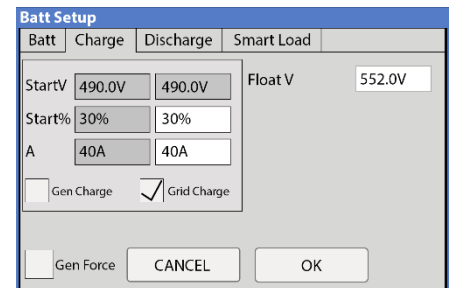 Batt Setup
Batt Charge Discharge Smart Load
StartV 490.0V 490.0V Float V 552.0V
Start% 30% 30%
A 40A 40A
Gen Charge Grid Charge
Gen Force CANCEL OK